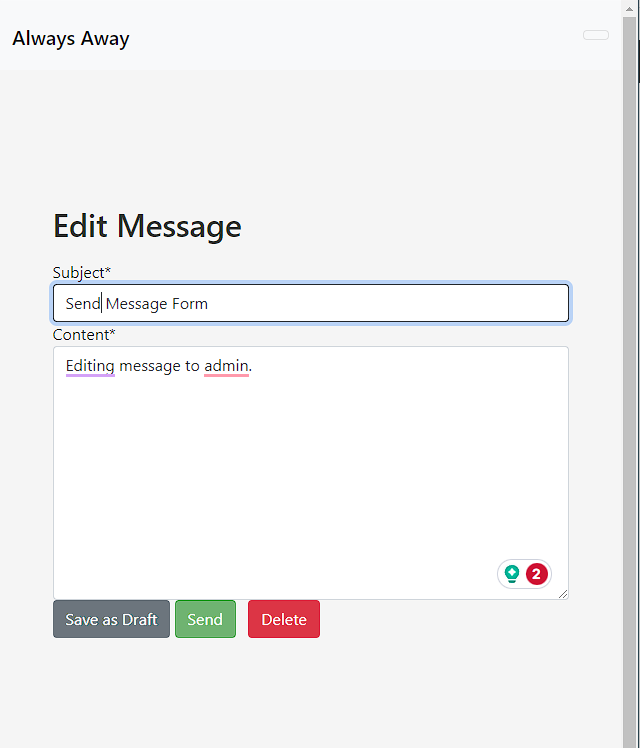 Always Away
Edit Message
Subject*
Send Message Form
Content*
Editing message to admin.
2
Save as Draft Send Delete